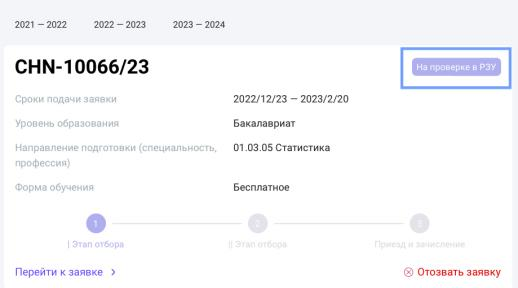 2021 — 2022 2022 — 2023 2023 — 2024
CHN-10066/23 На проверке в РЗУ
Сроки подачи заявки 2022/12/23 — 2023/2/20
Уровень образования Бакалавриат
Направление подготовки (специальность, 01.03.05 Статистика
профессия)
Форма обучения Бесплатное
1 2 3
| Этап отбора || Этап отбора Приезд и зачисление
Перейти к заявке Отозвать заявку